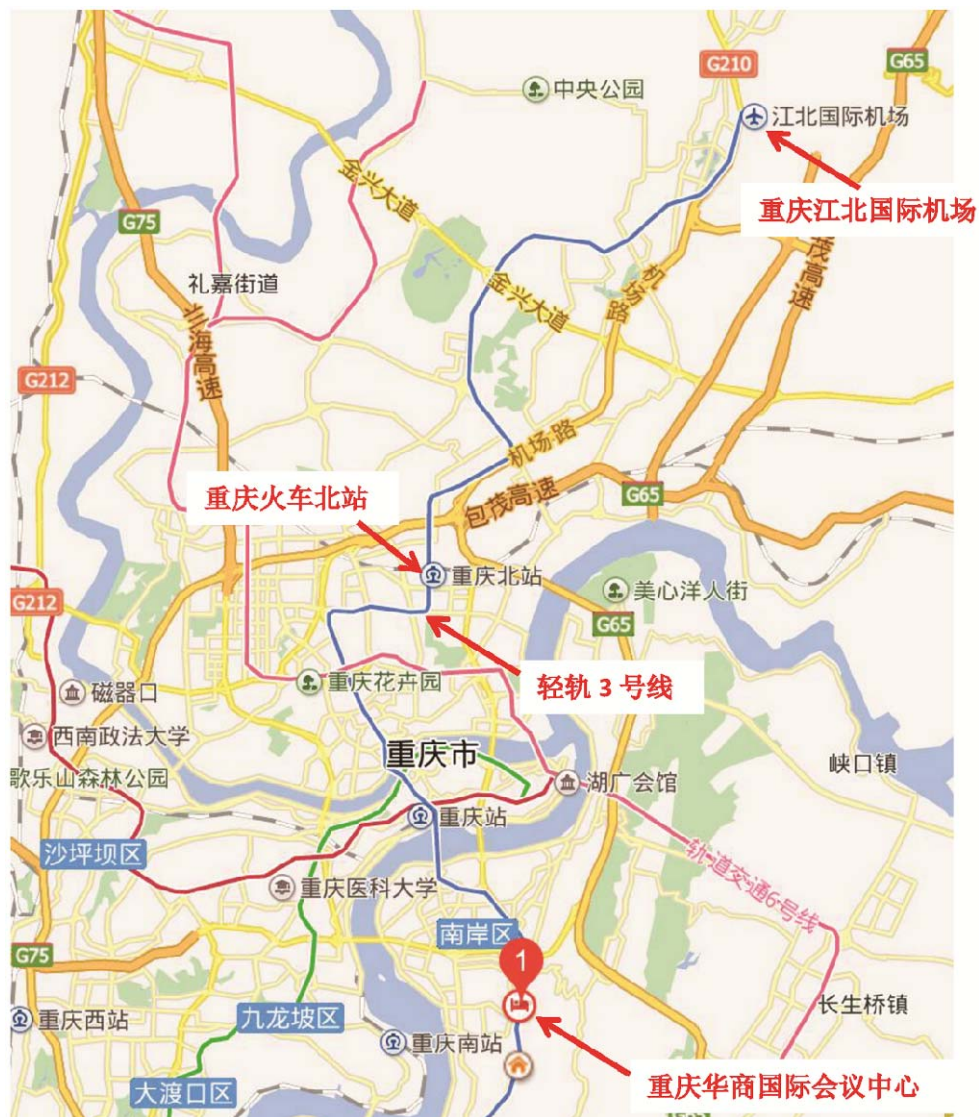 G210
G65
中央公园
江北国际机场
金兴大道
重庆江北国际机场
G75
机场路
茂高速
礼嘉街道
金兴大道
兰海高速
G212
机场路
重庆火车北站
G65
包茂高速
重庆北站
美心洋人街
G212
G65
重庆花卉园
轻轨 3 号线
磁器口
西南政法大学
重庆市
峡口镇
歌乐山森林公园
湖广会馆
重庆站
沙坪坝区
轨道交通6号线
重庆医科大学
南岸区
G75
1
重庆西站
九龙坡区
长生桥镇
重庆南站
大渡口区
重庆华商国际会议中心